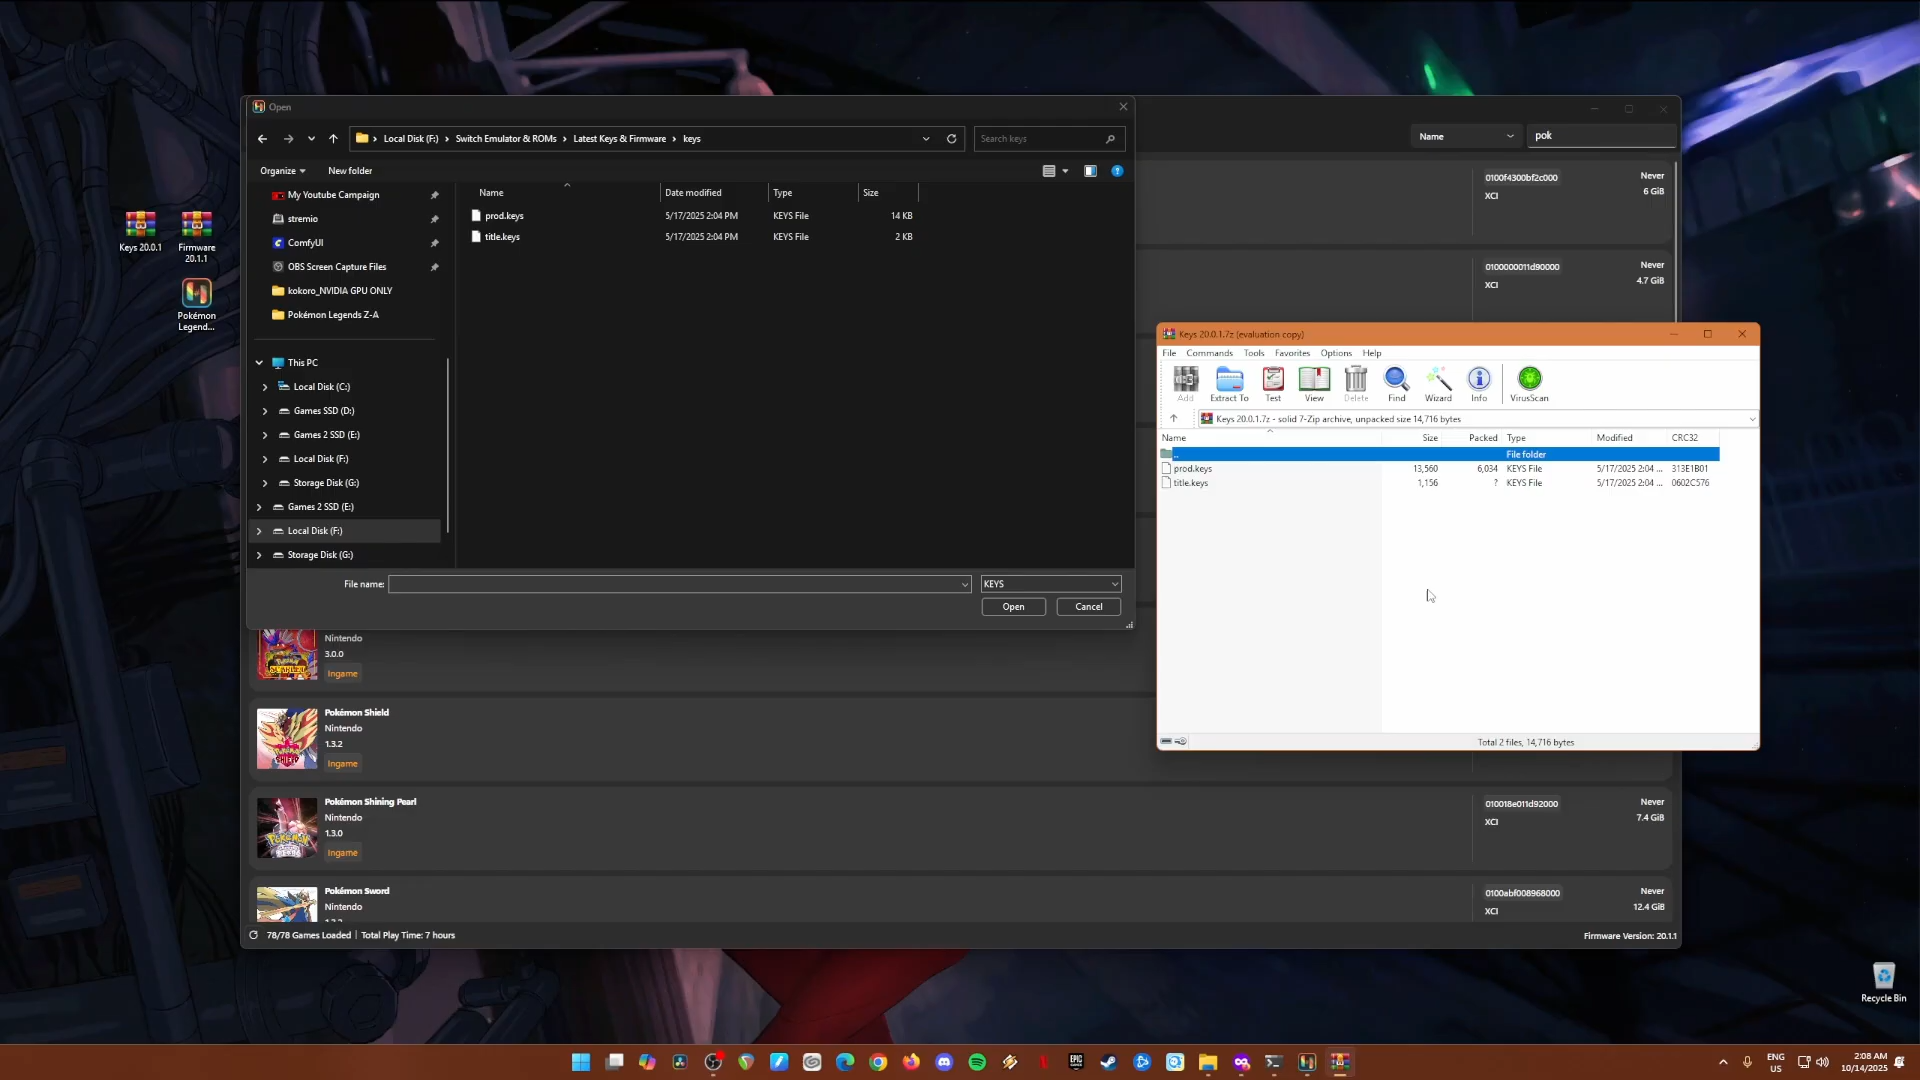 Keys 20.0.1
Firmware
20.1.1
Pokémon
Legend...
Open
Local Disk (F:) › Switch Emulator & ROMs › Latest Keys & Firmware › keys
Search keys
Organize
New folder
My Youtube Campaign
stremio
ComfyUI
OBS Screen Capture Files
kokoro_NVIDIA GPU ONLY
Pokémon Legends Z-A
This PC
Local Disk (C:)
Games SSD (D:)
Games 2 SSD (E:)
Local Disk (F:)
Storage Disk (G:)
Games 2 SSD (E:)
Local Disk (F:)
Storage Disk (G:)
Name Date modified Type Size
prod.keys 5/17/2025 2:04 PM KEYS File 14 KB
title.keys 5/17/2025 2:04 PM KEYS File 2 KB
File name:
KEYS
Open
Cancel
Name
pok
0100f4300bf2c000 Never
XCI 6 GiB
0100000011d90000 Never
XCI 4.7 GiB
Keys 20.0.1.7z (evaluation copy)
File Commands Tools Favorites Options Help
Add Extract To Test View Delete Find Wizard Info VirusScan
Keys 20.0.1.7z - solid 7-Zip archive, unpacked size 14,716 bytes
Name Size Packed Type Modified CRC32
.. File folder
prod.keys 13,560 6,034 KEYS File 5/17/2025 2:04 ... 313E1B01
title.keys 1,156 ? KEYS File 5/17/2025 2:04 ... 0602C576
Total 2 files, 14,716 bytes
Nintendo
3.0.0
Ingame
Pokémon Shield
Nintendo
1.3.2
Ingame
Pokémon Shining Pearl
Nintendo
1.3.0
Ingame
010018e011d92000 Never
XCI 7.4 GiB
Pokémon Sword
Nintendo
1.3.2
0100abf008968000 Never
XCI 12.4 GiB
78/78 Games Loaded | Total Play Time: 7 hours
Firmware Version: 20.1.1
Recycle Bin
ENG
US
2:08 AM
10/14/2025